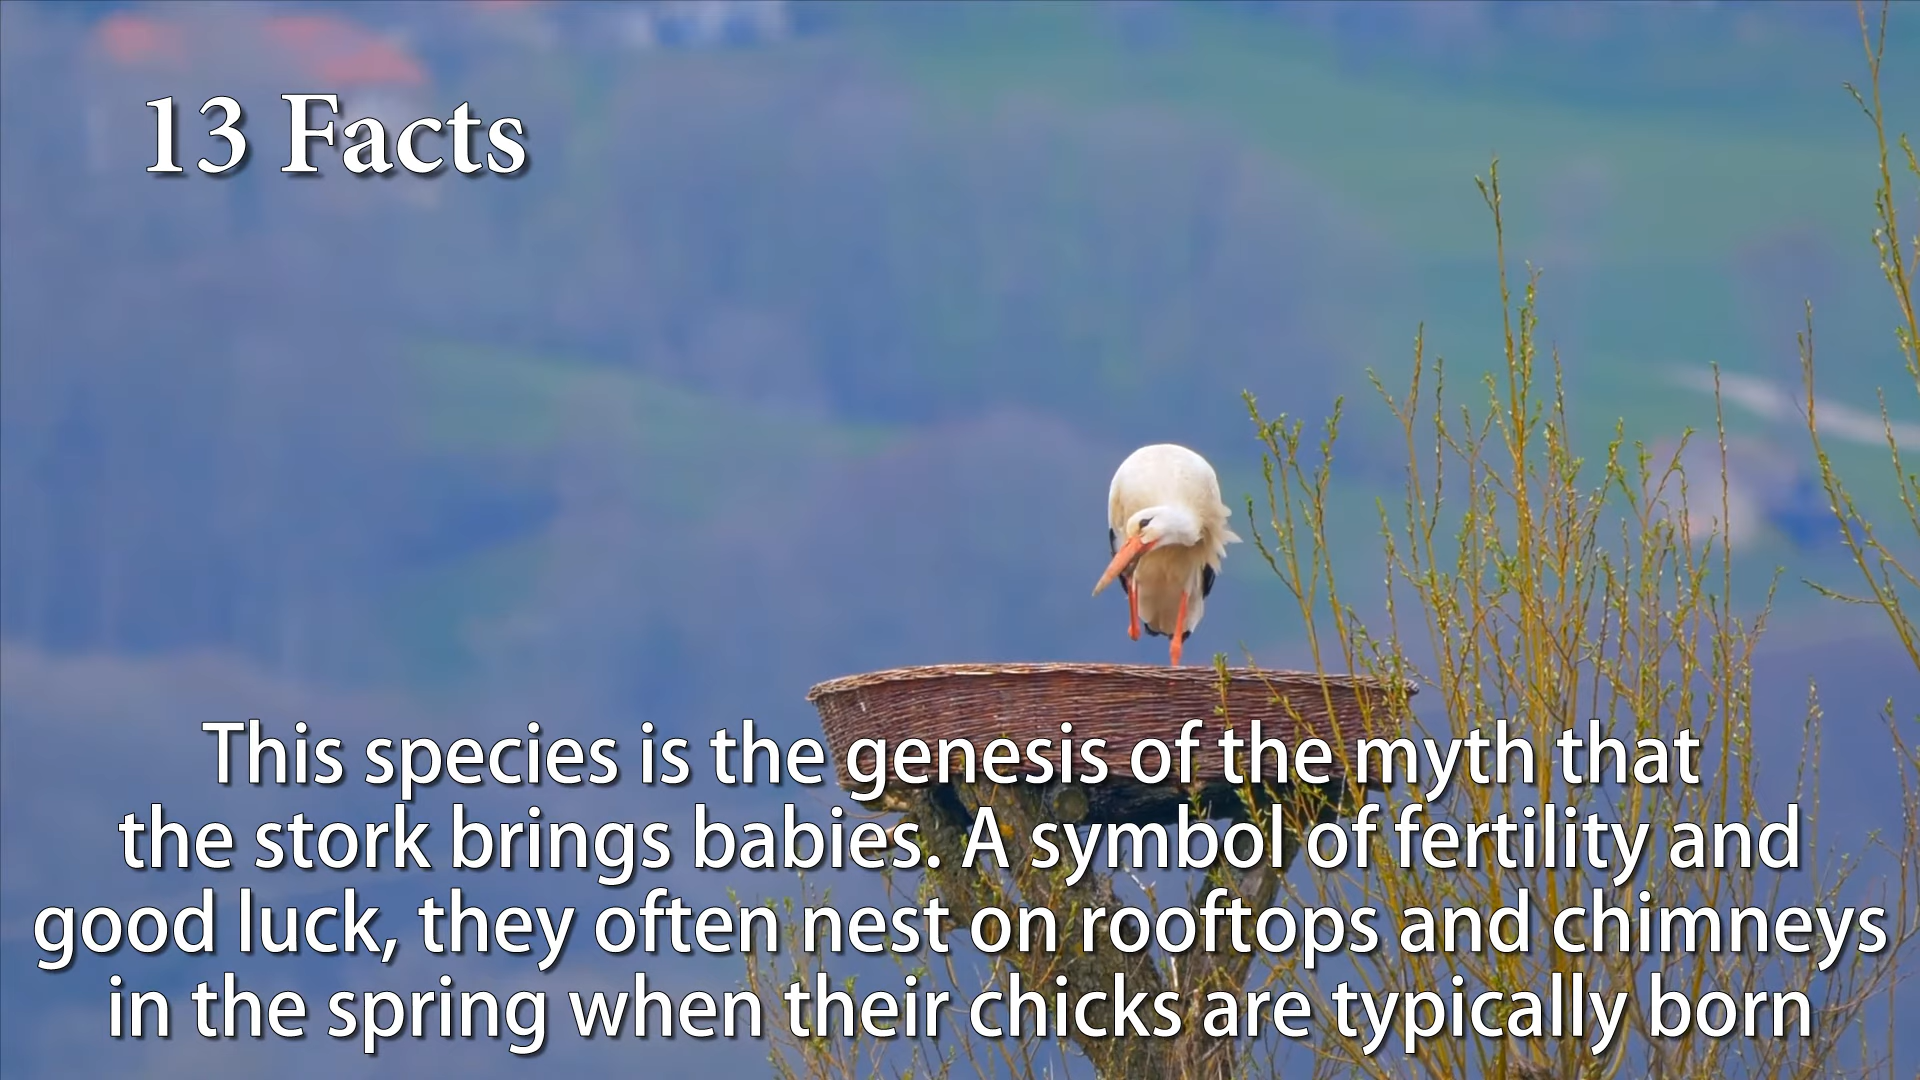 13 Facts
This species is the genesis of the myth that
the stork brings babies. A symbol of fertility and
good luck, they often nest on rooftops and chimneys
in the spring when their chicks are typically born